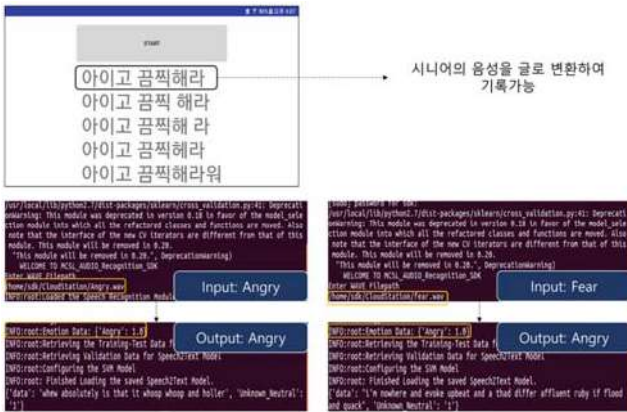 START
아이고 끔찍해라
아이고 끔찍 해라
아이고 끔찍해 라
아이고 끔찍헤라
아이고 끔찍해라워
시니어의 음성을 글로 변환하여
기록가능
/usr/local/lib/python2.7/dist-packages/sklearn/cross_validation.py:41: Deprecati
onWarning: This module was deprecated in version 0.18 in favor of the model_sele
ction module into which all the refactored classes and functions are moved. Also
note that the interface of the new CV iterators are different from that of this
module. This module will be removed in 0.20.
"This module will be removed in 0.20.", DeprecationWarning)
WELCOME TO MCSL_AUDIO_Recognition_SDK
Enter WAVE Filepath
/home/sdk/CloudStation/Angry.wav
INFO:root:Loaded the Speech Recognition Modul
Input: Angry
INFO:root:Emotion Data: {'Angry': 1.0}
INFO:root:Retrieving the Training-Test Data f
INFO:root:Retrieving Validation Data for Speech2Text Model
INFO:root:Configuring the SVM Model
INFO:root: Finished Loading the saved Speech2Text Model.
{'data': 'whew absolutely is that it whoop whoop and holler', 'Unknown_Neutral':
'1'}
Output: Angry
[sudo] password for sdk:
/usr/local/lib/python2.7/dist-packages/sklearn/cross_validation.py:41: Deprecati
onWarning: This module was deprecated in version 0.18 in favor of the model_sele
ction module into which all the refactored classes and functions are moved. Also
note that the interface of the new CV iterators are different from that of this
module. This module will be removed in 0.20.
"This module will be removed in 0.20.", DeprecationWarning)
WELCOME TO MCSL_AUDIO_Recognition_SDK
Enter WAVE Filepath
/home/sdk/CloudStation/fear.wav
Input: Fear
INFO:root:Emotion Data: {'Angry': 1.0}
INFO:root:Retrieving the Training-Test Data f
INFO:root:Retrieving Validation Data for Speech2Text Model
INFO:root:Configuring the SVM Model
INFO:root: Finished Loading the saved Speech2Text Model.
{'data': "i'm nowhere and evoke upbeat and a thad differ affluent ruby if flood
and quack", 'Unknown_Neutral': '1'}
Output: Angry